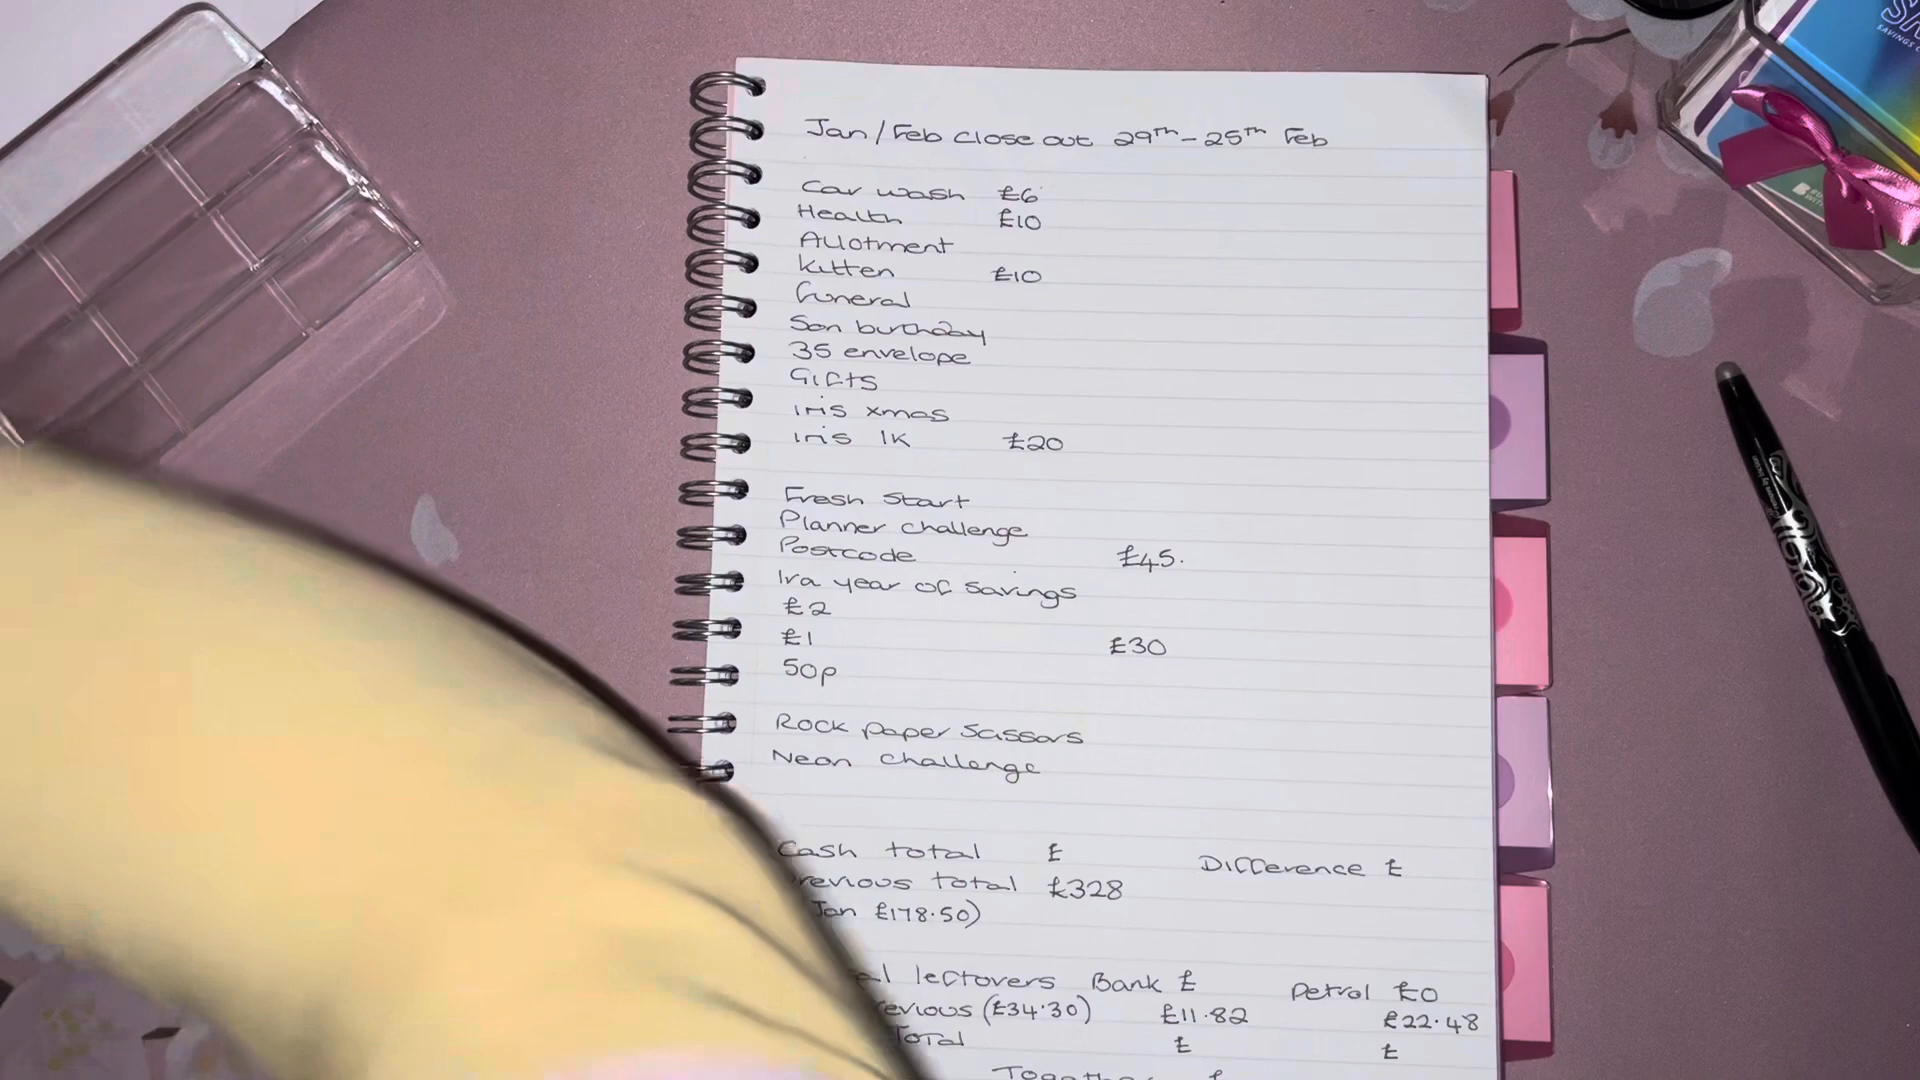 Jan/Feb close out 29th - 25th Feb
Car wash £6
Health £10
Allotment
Kitten £10
Funeral
Son birthday
35 envelope
Gifts
Iris xmas
Iris 1K £20
Fresh Start
Planner challenge
Postcode £45.
Ira year of savings
£2
£1 £30
50p
Rock paper Sassors
Neon challenge
Cash total £ Difference £
revious total £328
Jan £178.50)
al leftovers Bank £ Petrol £0
evious (£34.30) £11.82 £22.48
Total £ £